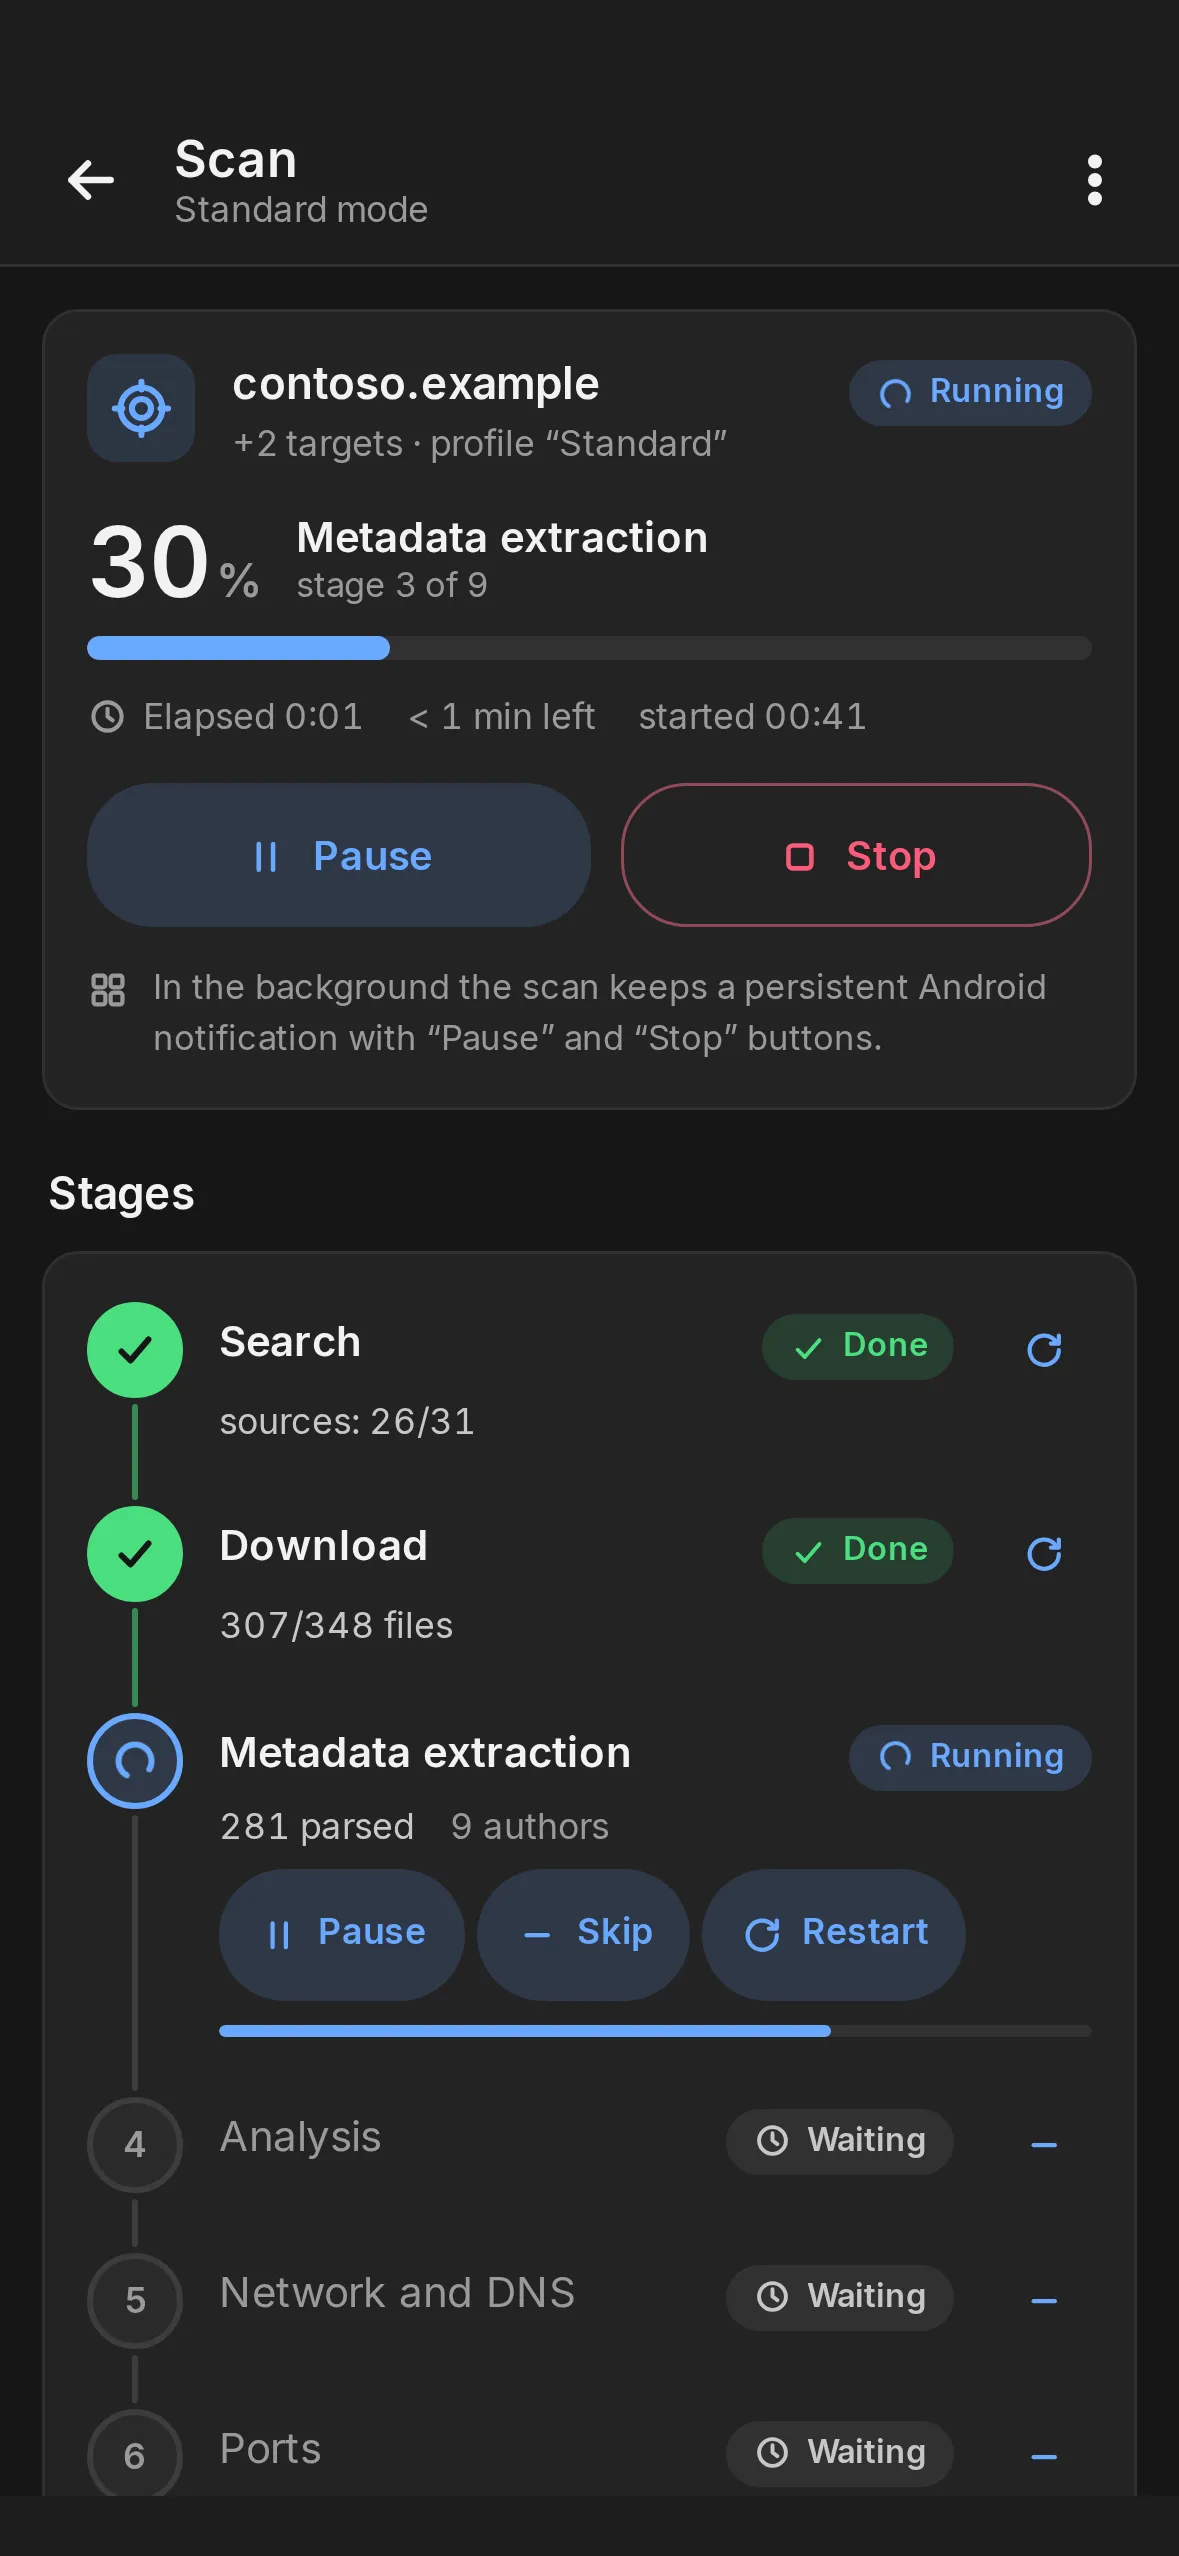 Scan
Standard mode
contoso.example
Running
+2 targets · profile “Standard”
30%
Metadata extraction
stage 3 of 9
Elapsed 0:01
< 1 min left
started 00:41
Pause
Stop
In the background the scan keeps a persistent Android
notification with “Pause” and “Stop” buttons.
Stages
Search
Done
sources: 26/31
Download
Done
307/348 files
Metadata extraction
Running
281 parsed
9 authors
Pause
Skip
Restart
4
Analysis
Waiting
5
Network and DNS
Waiting
6
Ports
Waiting